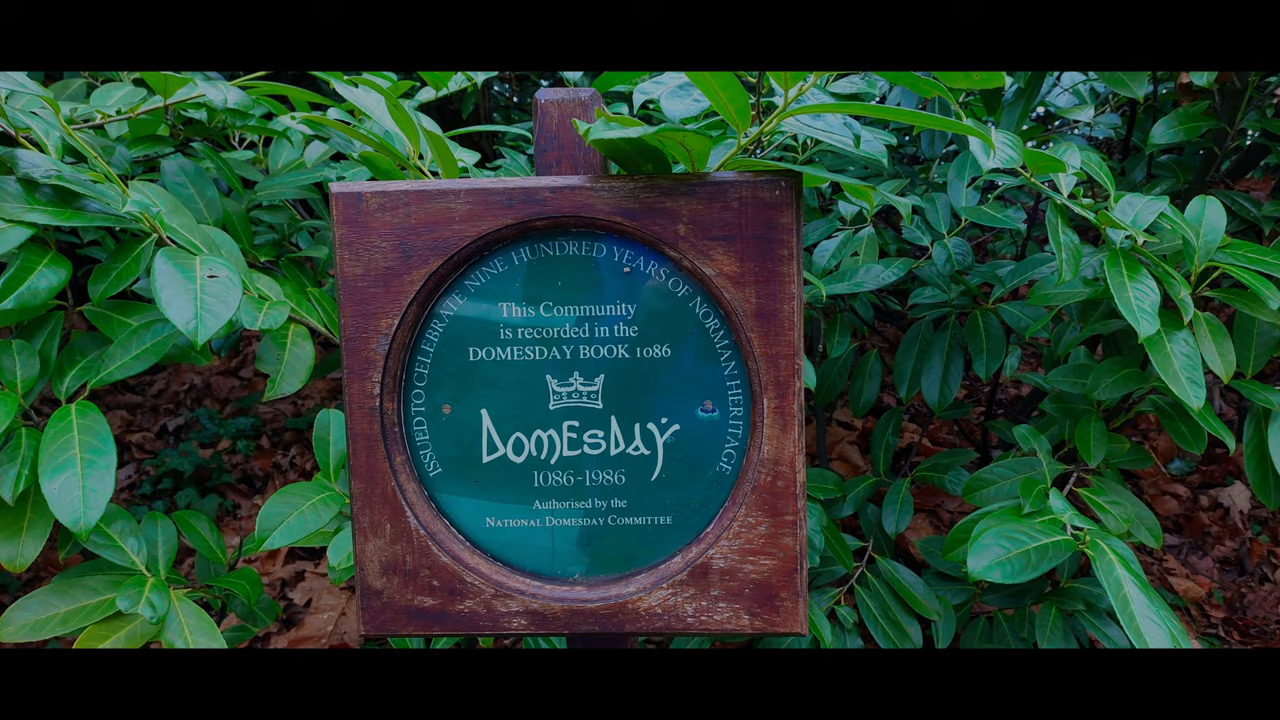 ISSUED TO CELEBRATE NINE HUNDRED YEARS OF NORMAN HERITAGE
This Community
is recorded in the
DOMESDAY BOOK 1086
DOMESDAY
1086-1986
Authorised by the
NATIONAL DOMESDAY COMMITTEE